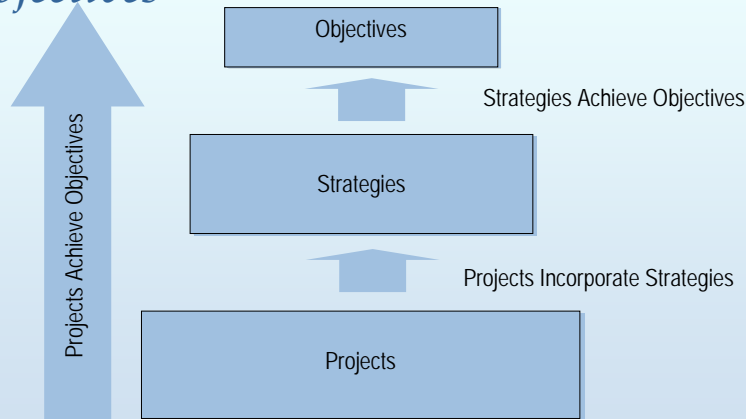 Objectives
Strategies Achieve Objectives
Projects Achieve Objectives
Strategies
Projects Incorporate Strategies
Projects